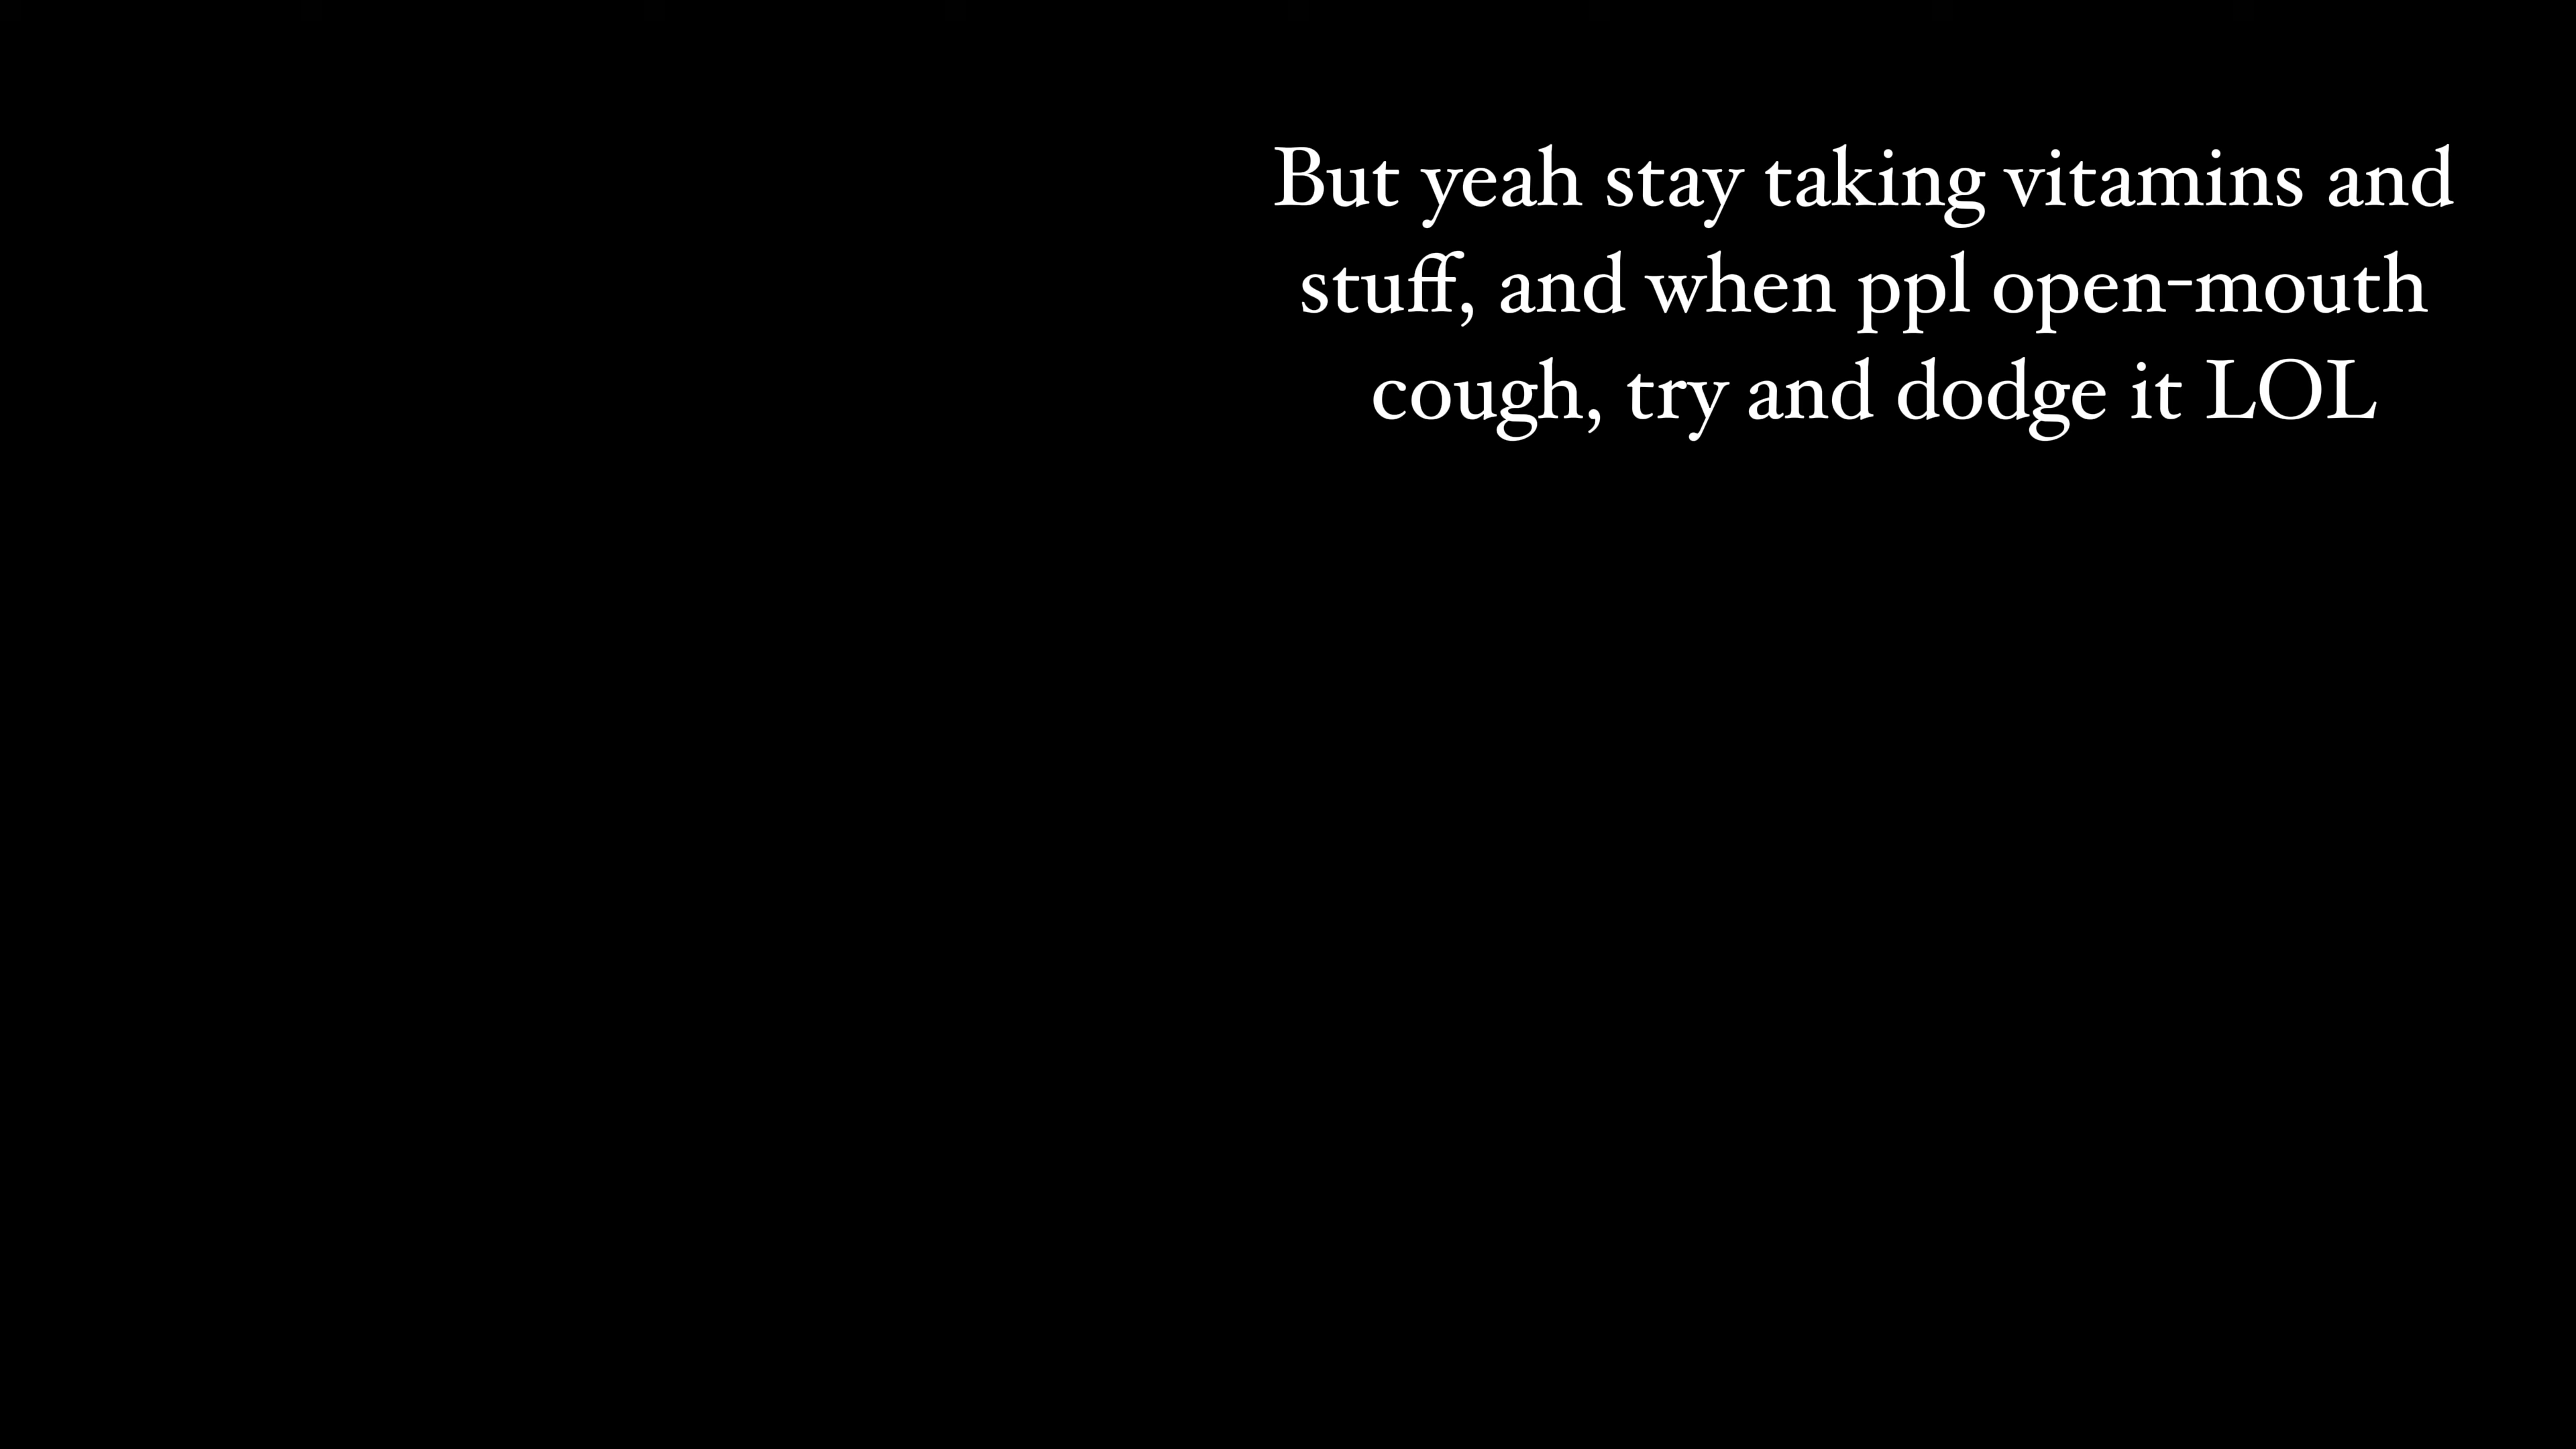 But yeah stay taking vitamins and
stuff, and when ppl open-mouth
cough, try and dodge it LOL